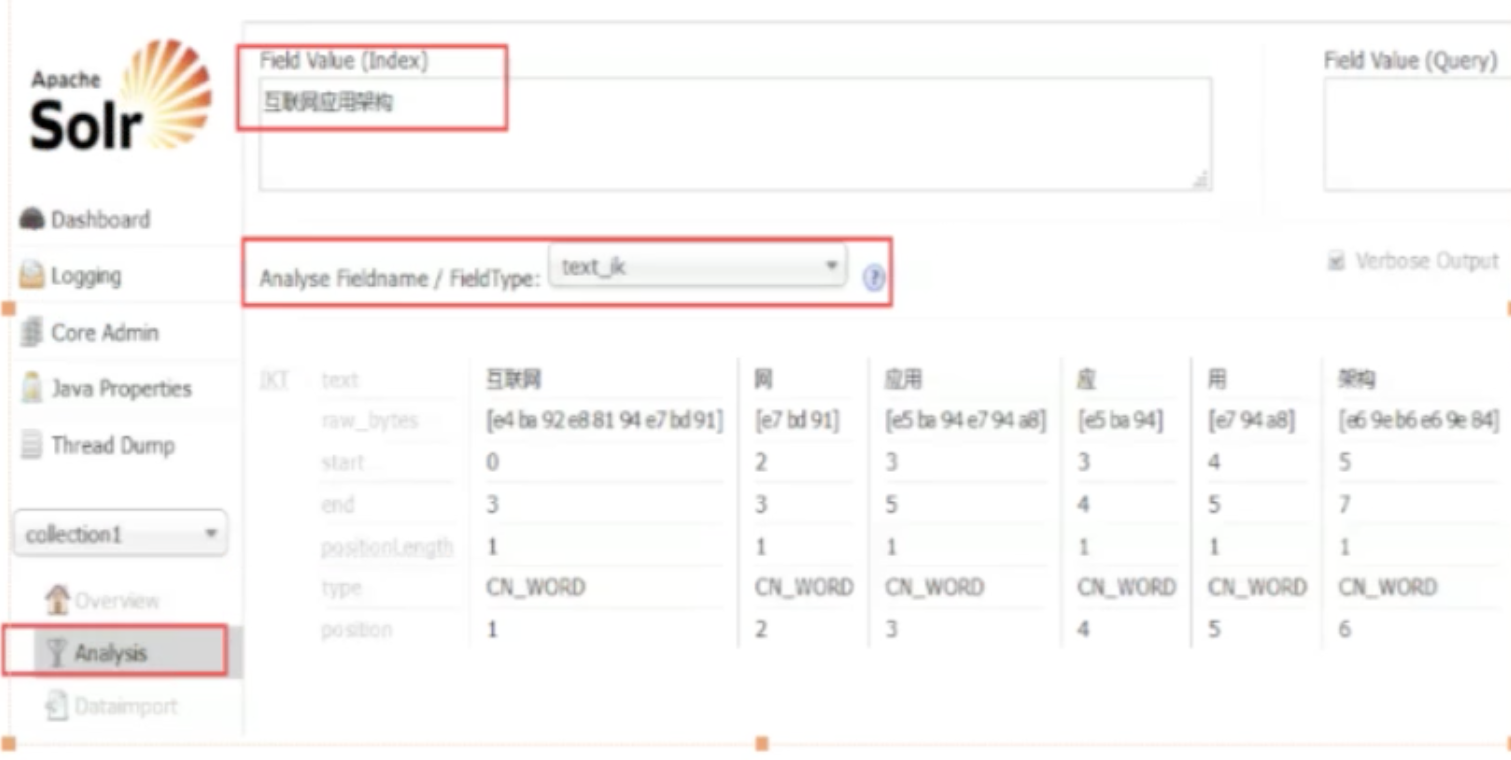 Apache
Solr
Dashboard
Logging
Core Admin
Java Properties
Thread Dump
collection1
Overview
Analysis
Dataimport
Field Value (Index)
互联网应用架构
Field Value (Query)
Analyse Fieldname / FieldType: text_ik ?
Verbose Output
IKT text 互联网 网 应用 应 用 架构
raw_bytes [e4 ba 92 e8 81 94 e7 bd 91] [e7 bd 91] [e5 ba 94 e7 94 a8] [e5 ba 94] [e7 94 a8] [e6 9e b6 e6 9e 84]
start 0 2 3 3 4 5
end 3 3 5 4 5 7
positionLength 1 1 1 1 1 1
type CN_WORD CN_WORD CN_WORD CN_WORD CN_WORD CN_WORD
position 1 2 3 4 5 6